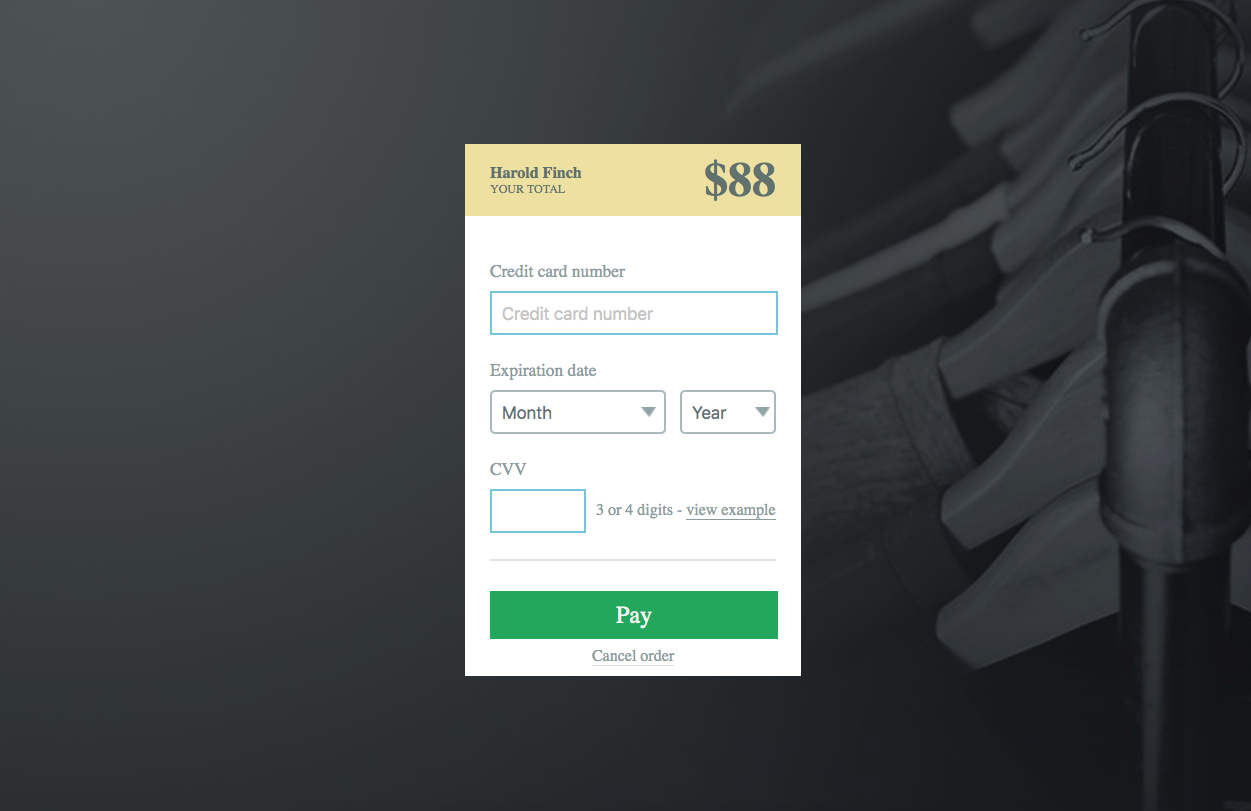 Harold Finch
YOUR TOTAL
$88
Credit card number
Credit card number
Expiration date
Month
Year
CVV
3 or 4 digits - view example
Pay
Cancel order